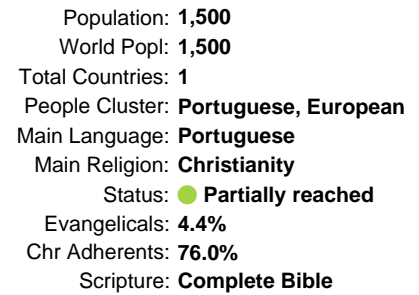 Population: 1,500
World Popl: 1,500
Total Countries: 1
People Cluster: Portuguese, European
Main Language: Portuguese
Main Religion: Christianity
Status: Partially reached
Evangelicals: 4.4%
Chr Adherents: 76.0%
Scripture: Complete Bible